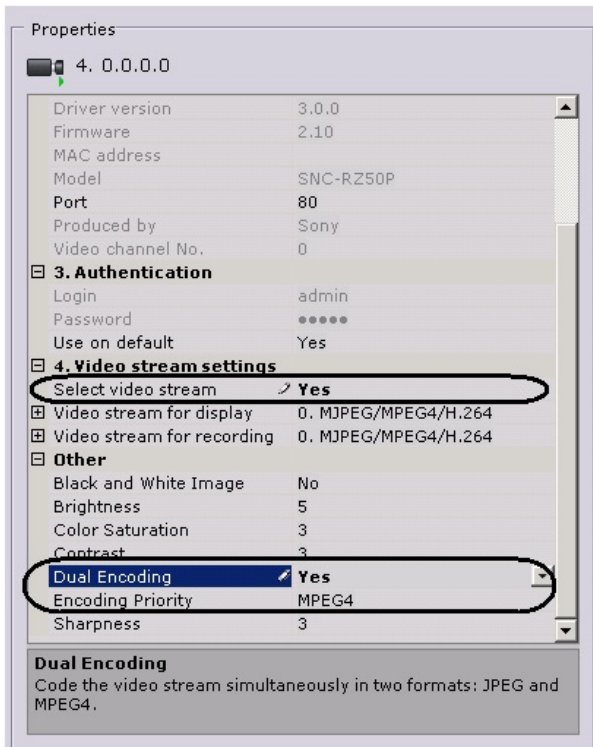 Properties
4. 0.0.0.0
Driver version 3.0.0
Firmware 2.10
MAC address
Model SNC-RZ50P
Port 80
Produced by Sony
Video channel No. 0
3. Authentication
Login admin
Password •••••
Use on default Yes
4. Video stream settings
Select video stream Yes
Video stream for display 0. MJPEG/MPEG4/H.264
Video stream for recording 0. MJPEG/MPEG4/H.264
Other
Black and White Image No
Brightness 5
Color Saturation 3
Contrast 3
Dual Encoding Yes
Encoding Priority MPEG4
Sharpness 3
Dual Encoding
Code the video stream simultaneously in two formats: JPEG and
MPEG4.